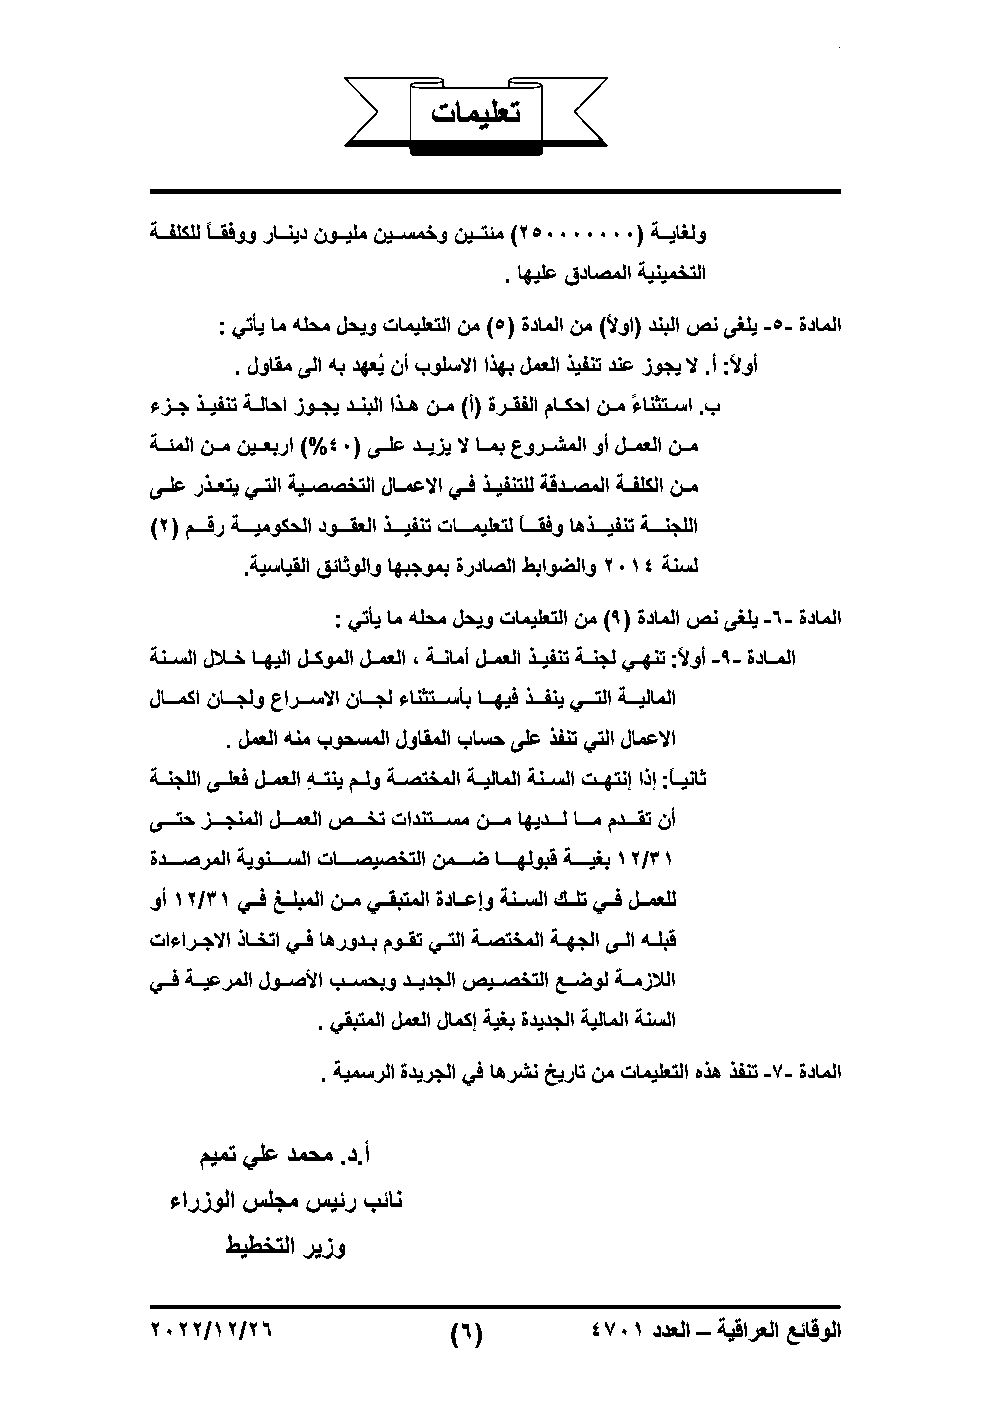 تعليمات
ولغاية (٢٥٠٠٠٠٠٠٠) منتين وخمسين مليون دينار ووفقاً للكلفة
التخمينية المصادق عليها .
المادة -٥- يلغى نص البند (اولاً) من المادة (٥) من التعليمات ويحل محله ما يأتي :
أولاً: أ. لا يجوز عند تنفيذ العمل بهذا الاسلوب أن يُعهد به الى مقاول .
ب. استثناءً من احكام الفقرة (أ) من هذا البند يجوز احالة تنفيذ جزء
من العمل أو المشروع بما لا يزيد على (٤٠%) اربعين من المئة
من الكلفة المصدقة للتنفيذ في الاعمال التخصصية التي يتعذر على
اللجنة تنفيذها وفقاً لتعليمات تنفيذ العقود الحكومية رقم (٢)
لسنة ٢٠١٤ والضوابط الصادرة بموجبها والوثائق القياسية.
المادة -٦- يلغى نص المادة (٩) من التعليمات ويحل محله ما يأتي :
المادة -٩- أولاً: تنهي لجنة تنفيذ العمل أمانة ، العمل الموكل اليها خلال السنة
المالية التي ينفذ فيها بأستثناء لجان الاسراع ولجان اكمال
الاعمال التي تنفذ على حساب المقاول المسحوب منه العمل .
ثانياً: إذا إنتهت السنة المالية المختصة ولم ينتهِ العمل فعلى اللجنة
أن تقدم ما لديها من مستندات تخص العمل المنجز حتى
١٢/٣١ بغية قبولها ضمن التخصيصات السنوية المرصدة
للعمل في تلك السنة وإعادة المتبقي من المبلغ في ١٢/٣١ أو
قبله الى الجهة المختصة التي تقوم بدورها في اتخاذ الاجراءات
اللازمة لوضع التخصيص الجديد وبحسب الأصول المرعية في
السنة المالية الجديدة بغية إكمال العمل المتبقي .
المادة -٧- تنفذ هذه التعليمات من تاريخ نشرها في الجريدة الرسمية .
أ.د. محمد علي تميم
نائب رئيس مجلس الوزراء
وزير التخطيط
الوقائع العراقية – العدد ٤٧٠١ (٦) ٢٠٢٢/١٢/٢٦